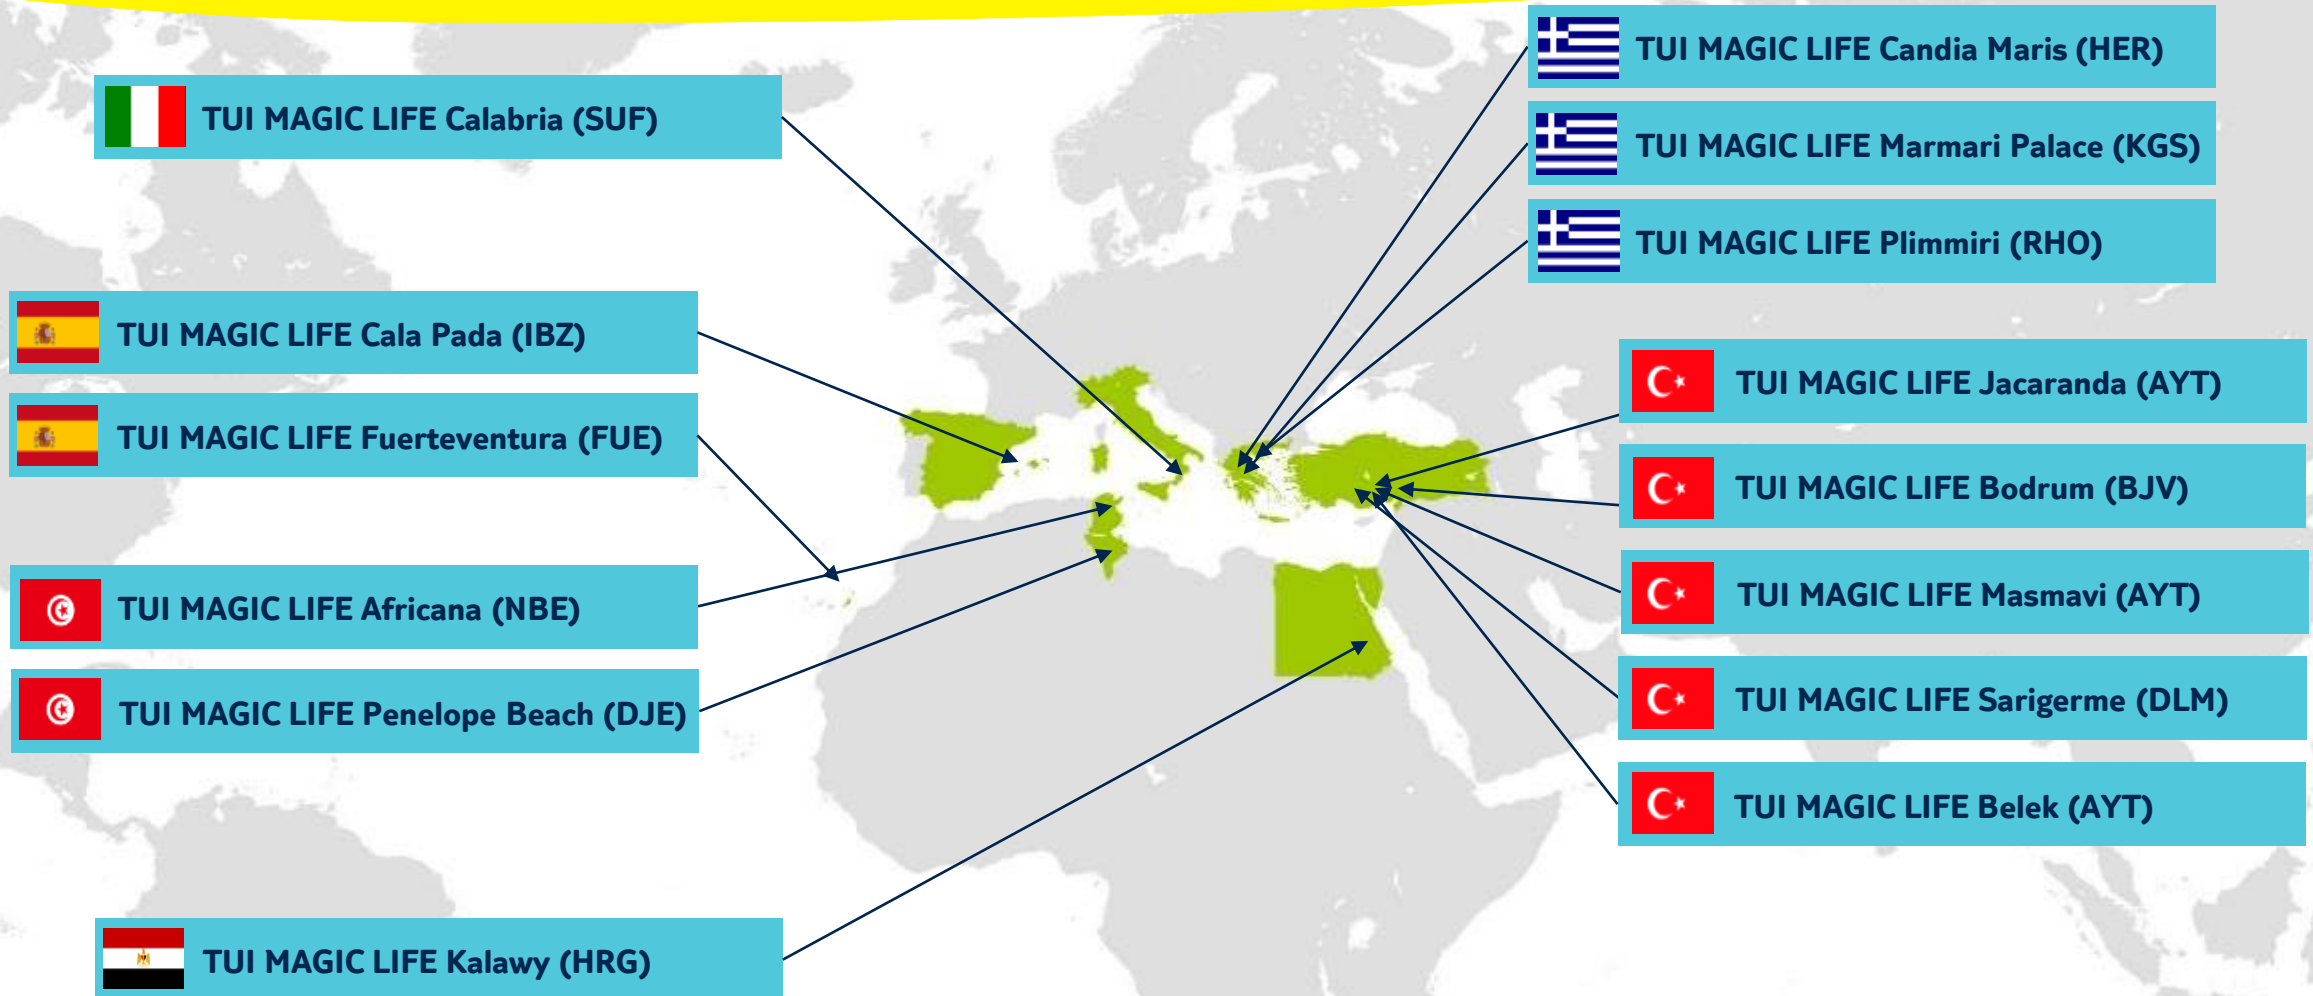 TUI MAGIC LIFE Calabria (SUF)
TUI MAGIC LIFE Cala Pada (IBZ)
TUI MAGIC LIFE Fuerteventura (FUE)
TUI MAGIC LIFE Africana (NBE)
TUI MAGIC LIFE Penelope Beach (DJE)
TUI MAGIC LIFE Kalawy (HRG)
TUI MAGIC LIFE Candia Maris (HER)
TUI MAGIC LIFE Marmari Palace (KGS)
TUI MAGIC LIFE Plimmiri (RHO)
TUI MAGIC LIFE Jacaranda (AYT)
TUI MAGIC LIFE Bodrum (BJV)
TUI MAGIC LIFE Masmavi (AYT)
TUI MAGIC LIFE Sarigerme (DLM)
TUI MAGIC LIFE Belek (AYT)